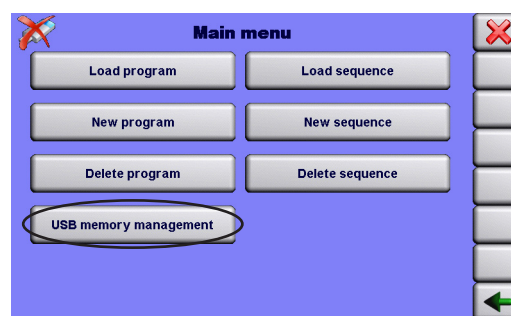 Main menu
Load program
Load sequence
New program
New sequence
Delete program
Delete sequence
USB memory management